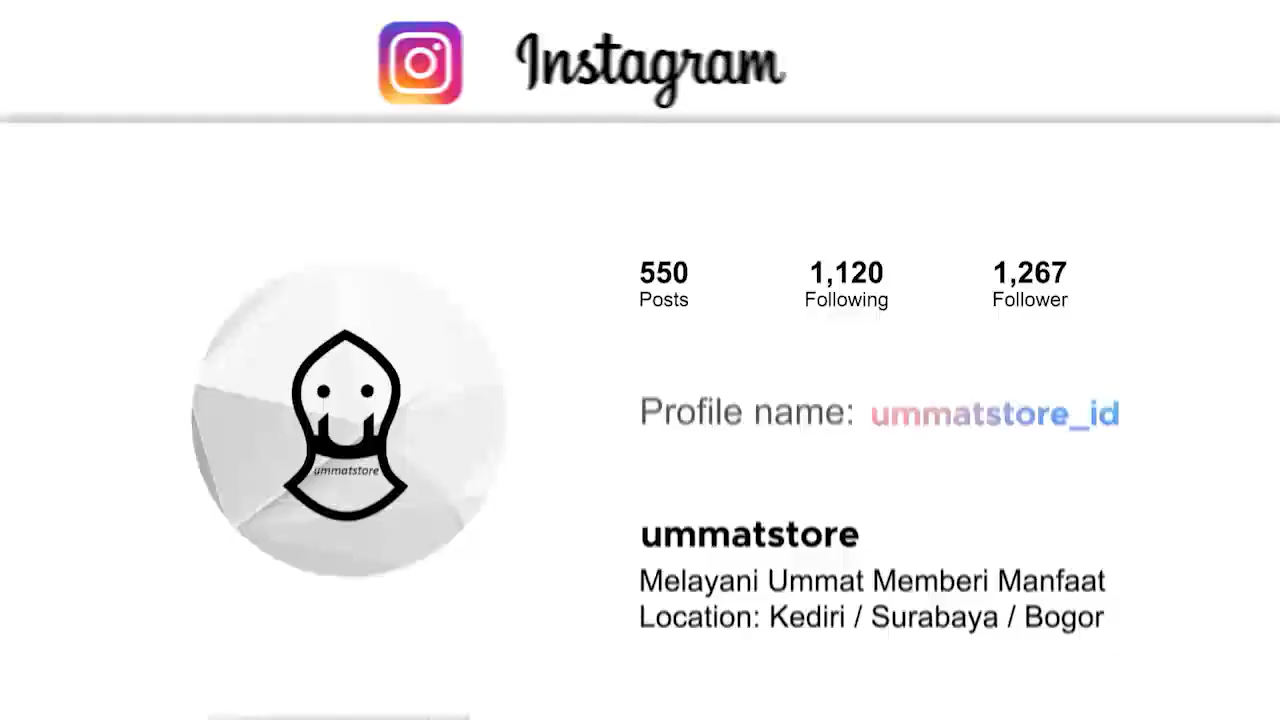 Instagram
550 1,120 1,267
Posts Following Follower
Profile name: ummatstore_id
ummatstore
ummatstore
Melayani Ummat Memberi Manfaat
Location: Kediri / Surabaya / Bogor